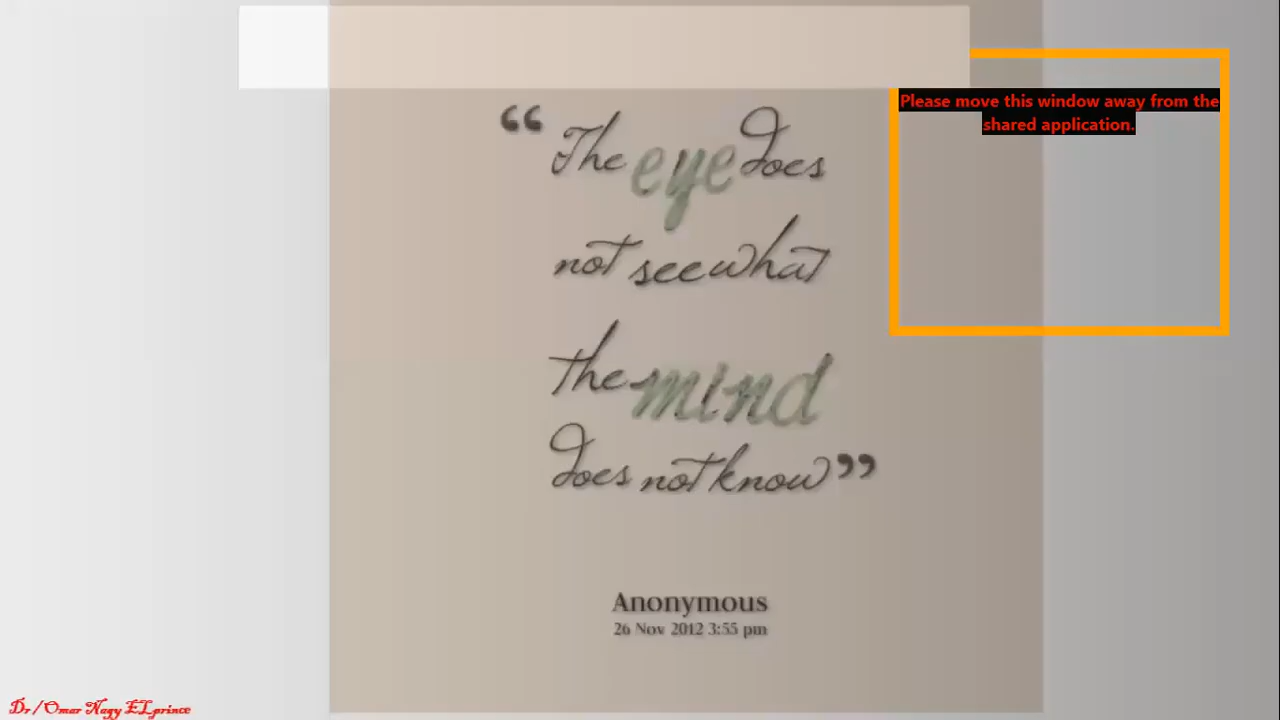 “The eye does
not see what
the mind
does not know”
Anonymous
26 Nov 2012 3:55 pm
Please move this window away from the
shared application.
Dr/Omar Nagy ELprince